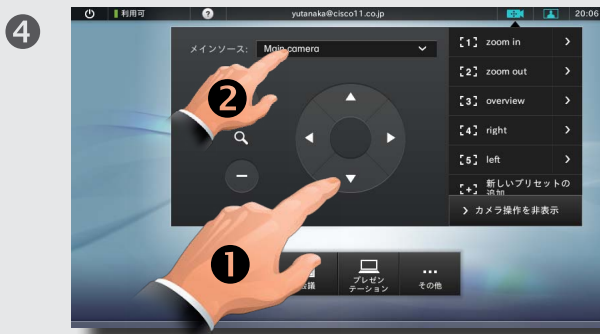 4
利用可
?
yutanaka@cisco11.co.jp
20:06
メインソース: Main camera
[1] zoom in
[2] zoom out
[3] overview
[4] right
[5] left
[+] 新しいプリセットの
追加
カメラ操作を非表示
2
1
議
プレゼン
テーション
その他